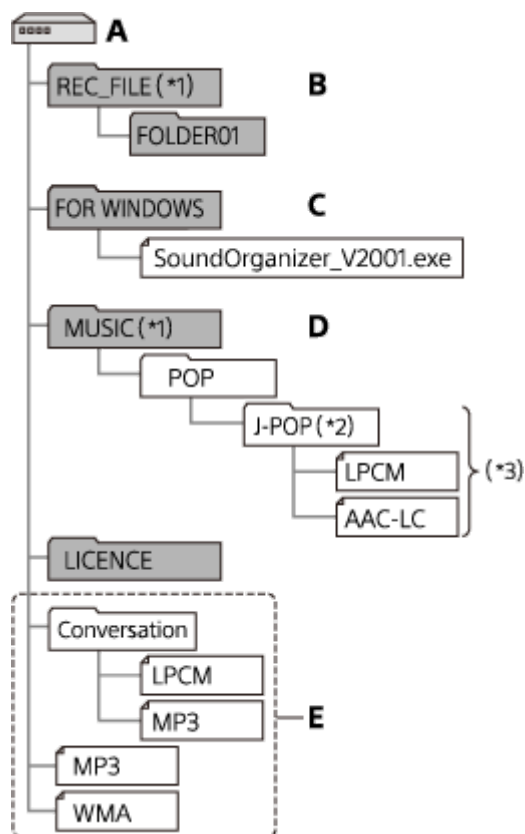 A
REC_FILE(*1) B
FOLDER01
FOR WINDOWS C
SoundOrganizer_V2001.exe
MUSIC(*1) D
POP
J-POP(*2)
LPCM
(*3)
AAC-LC
LICENCE
Conversation
LPCM
E
MP3
MP3
WMA